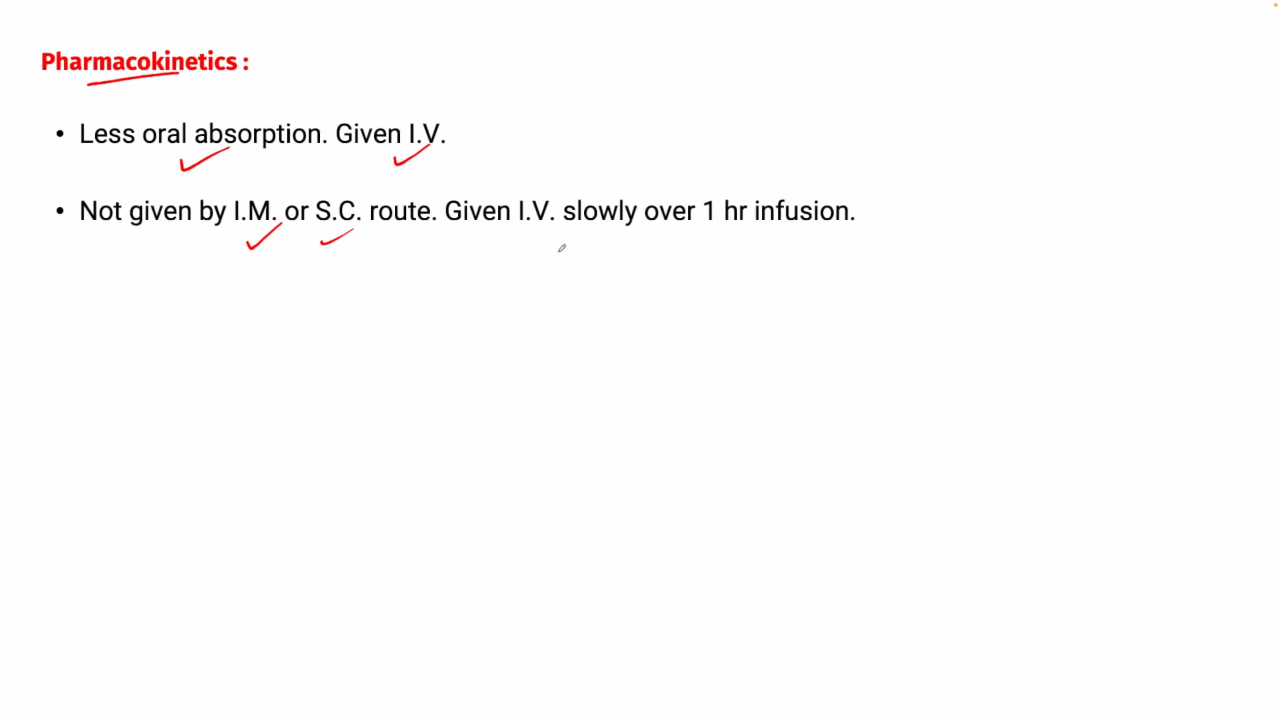 Pharmacokinetics :
• Less oral absorption. Given I.V.
• Not given by I.M. or S.C. route. Given I.V. slowly over 1 hr infusion.